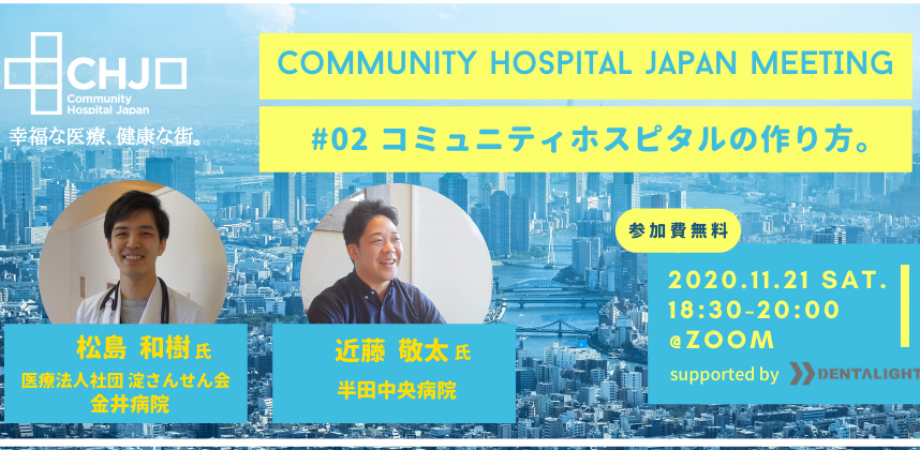 CHJ
Community
Hospital Japan
幸福な医療、健康な街。
COMMUNITY HOSPITAL JAPAN MEETING
#02 コミュニティホスピタルの作り方。
松島 和樹 氏
医療法人社団 淀さんせん会
金井病院
近藤 敬太 氏
半田中央病院
参加費無料
2020.11.21 SAT.
18:30-20:00
@ZOOM
supported by DENTALIGHT